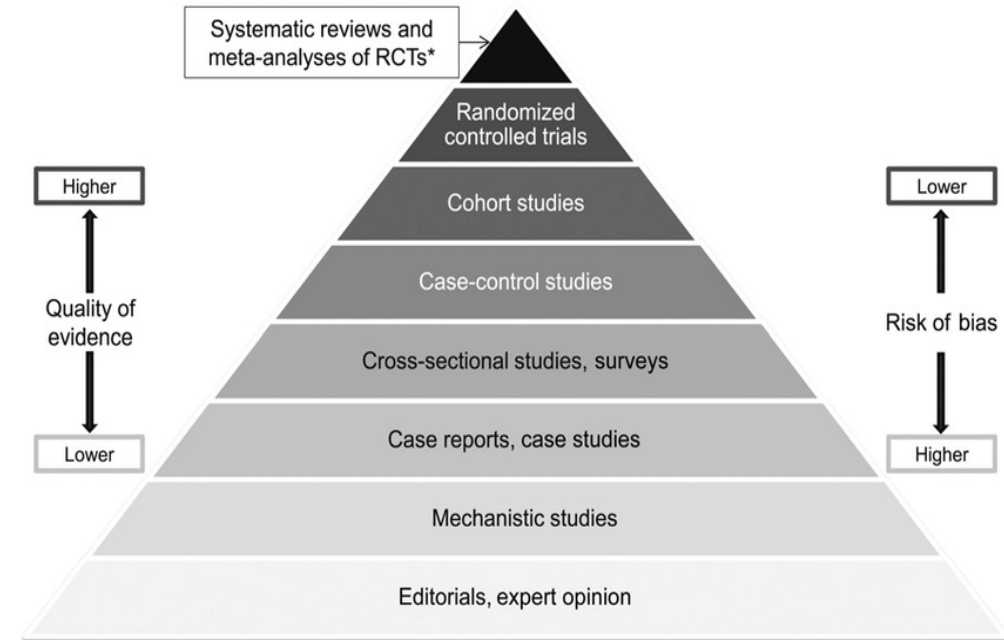 Systematic reviews and
meta-analyses of RCTs*
Randomized
controlled trials
Higher
Lower
Cohort studies
Case-control studies
Quality of
evidence
Risk of bias
Cross-sectional studies, surveys
Case reports, case studies
Lower
Higher
Mechanistic studies
Editorials, expert opinion